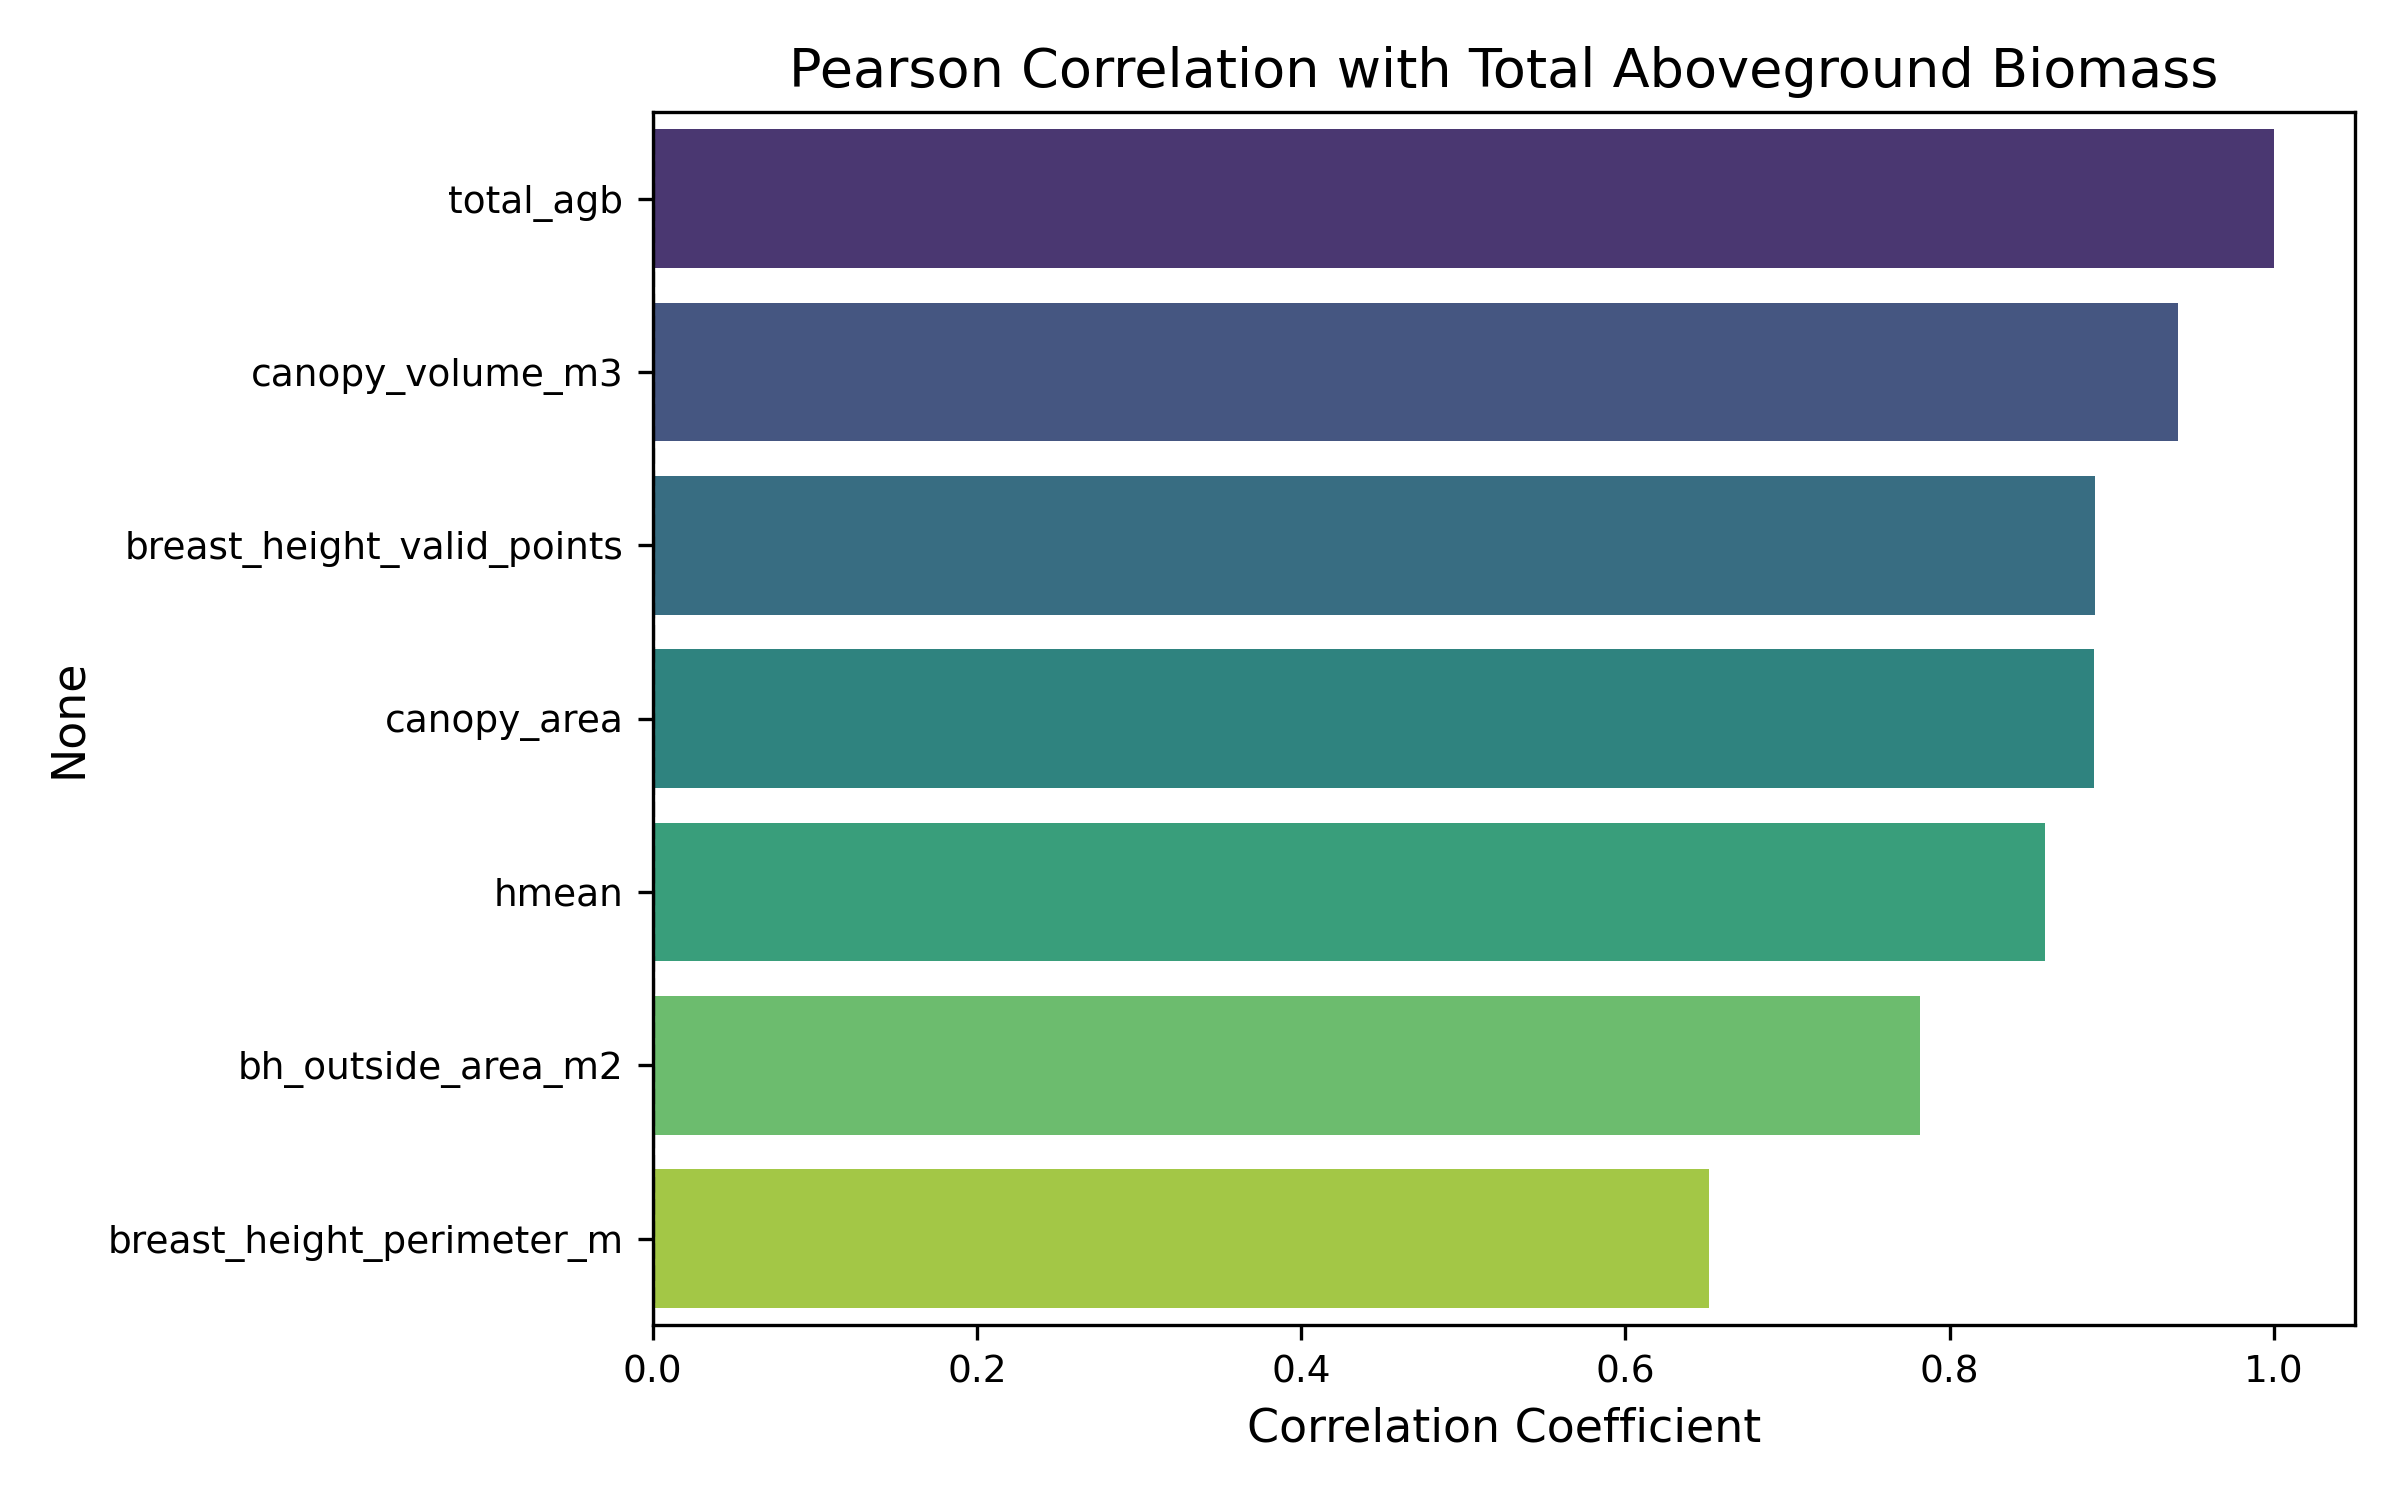 Pearson Correlation with Total Aboveground Biomass
total_agb
canopy_volume_m3
breast_height_valid_points
canopy_area
hmean
bh_outside_area_m2
breast_height_perimeter_m
None
0.0 0.2 0.4 0.6 0.8 1.0
Correlation Coefficient